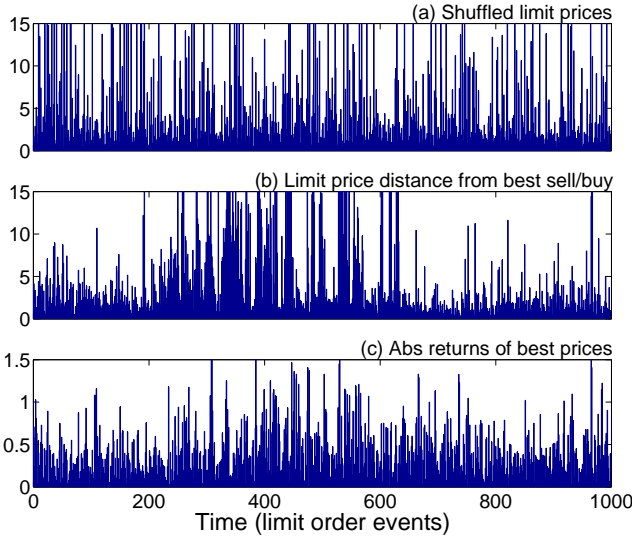 (a) Shuffled limit prices
15
10
5
0
(b) Limit price distance from best sell/buy
15
10
5
0
(c) Abs returns of best prices
1.5
1
0.5
0
0 200 400 600 800 1000
Time (limit order events)